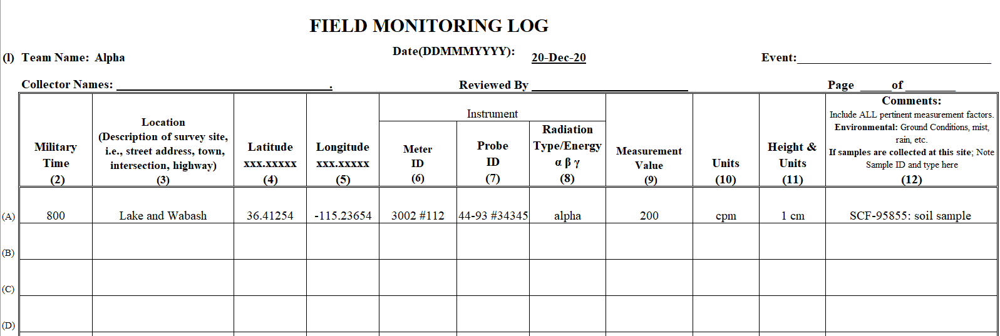 FIELD MONITORING LOG
Date(DDMMMYYYY): 20-Dec-20
(l) Team Name: Alpha
Event:
Collector Names: .
Reviewed By
Page of
Military
Time
(2)
Location
(Description of survey site,
i.e., street address, town,
intersection, highway)
(3)
Latitude
xxx.xxxxx
(4)
Longitude
xxx.xxxxx
(5)
Instrument
Meter
ID
(6)
Probe
ID
(7)
Radiation
Type/Energy
α β γ
(8)
Measurement
Value
(9)
Units
(10)
Height &
Units
(11)
Comments:
Include ALL pertinent measurement factors.
Environmental: Ground Conditions, mist,
rain, etc.
If samples are collected at this site; Note
Sample ID and type here
(12)
(A) 800 Lake and Wabash 36.41254 -115.23654 3002 #112 44-93 #34345 alpha 200 cpm 1 cm SCF-95855: soil sample
(B)
(C)
(D)